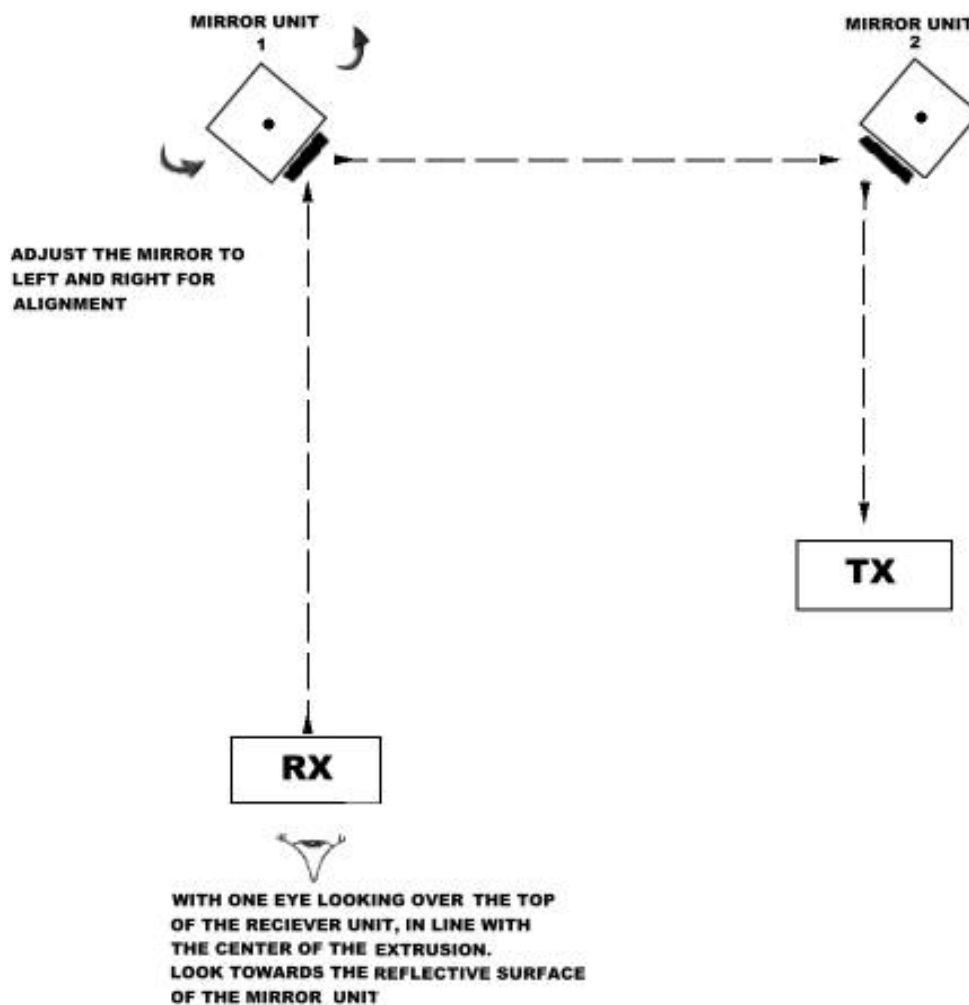 MIRROR UNIT
1
MIRROR UNIT
2
ADJUST THE MIRROR TO
LEFT AND RIGHT FOR
ALIGNMENT
TX
RX
WITH ONE EYE LOOKING OVER THE TOP
OF THE RECIEVER UNIT, IN LINE WITH
THE CENTER OF THE EXTRUSION.
LOOK TOWARDS THE REFLECTIVE SURFACE
OF THE MIRROR UNIT